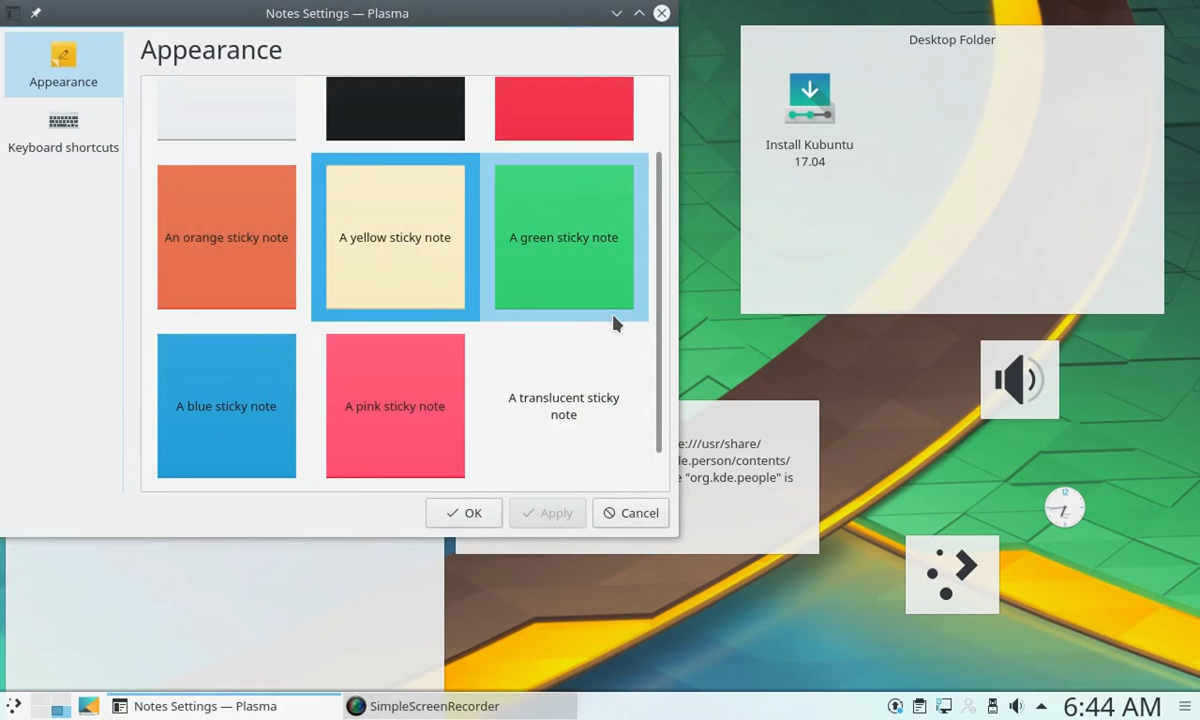 Notes Settings — Plasma
Appearance
Keyboard shortcuts
Appearance
An orange sticky note
A yellow sticky note
A green sticky note
A blue sticky note
A pink sticky note
A translucent sticky
note
OK
Apply
Cancel
Desktop Folder
Install Kubuntu
17.04
e:///usr/share/
de.person/contents/
e "org.kde.people" is
12
Notes Settings — Plasma
SimpleScreenRecorder
6:44 AM